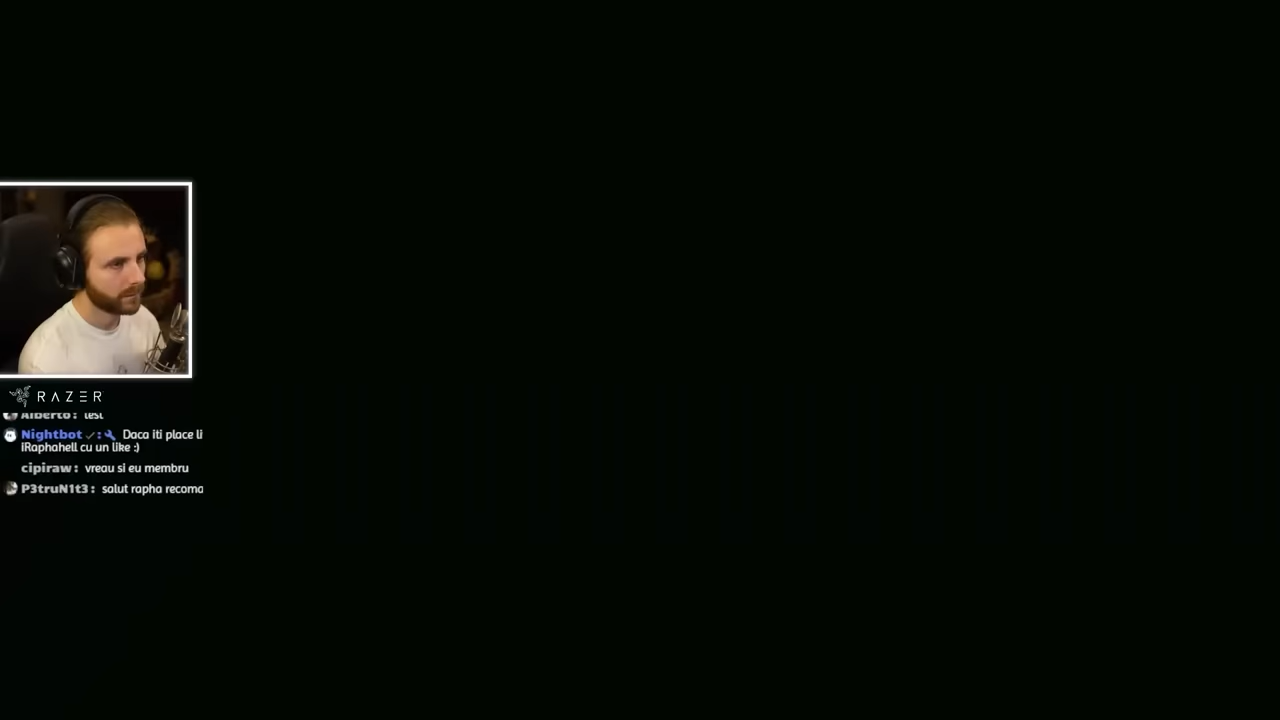 RAZER
Alberto: test
Nightbot: Daca iti place li
iRaphahell cu un like :)
cipiraw: vreau si eu membru
P3truN1t3: salut rapha recoma